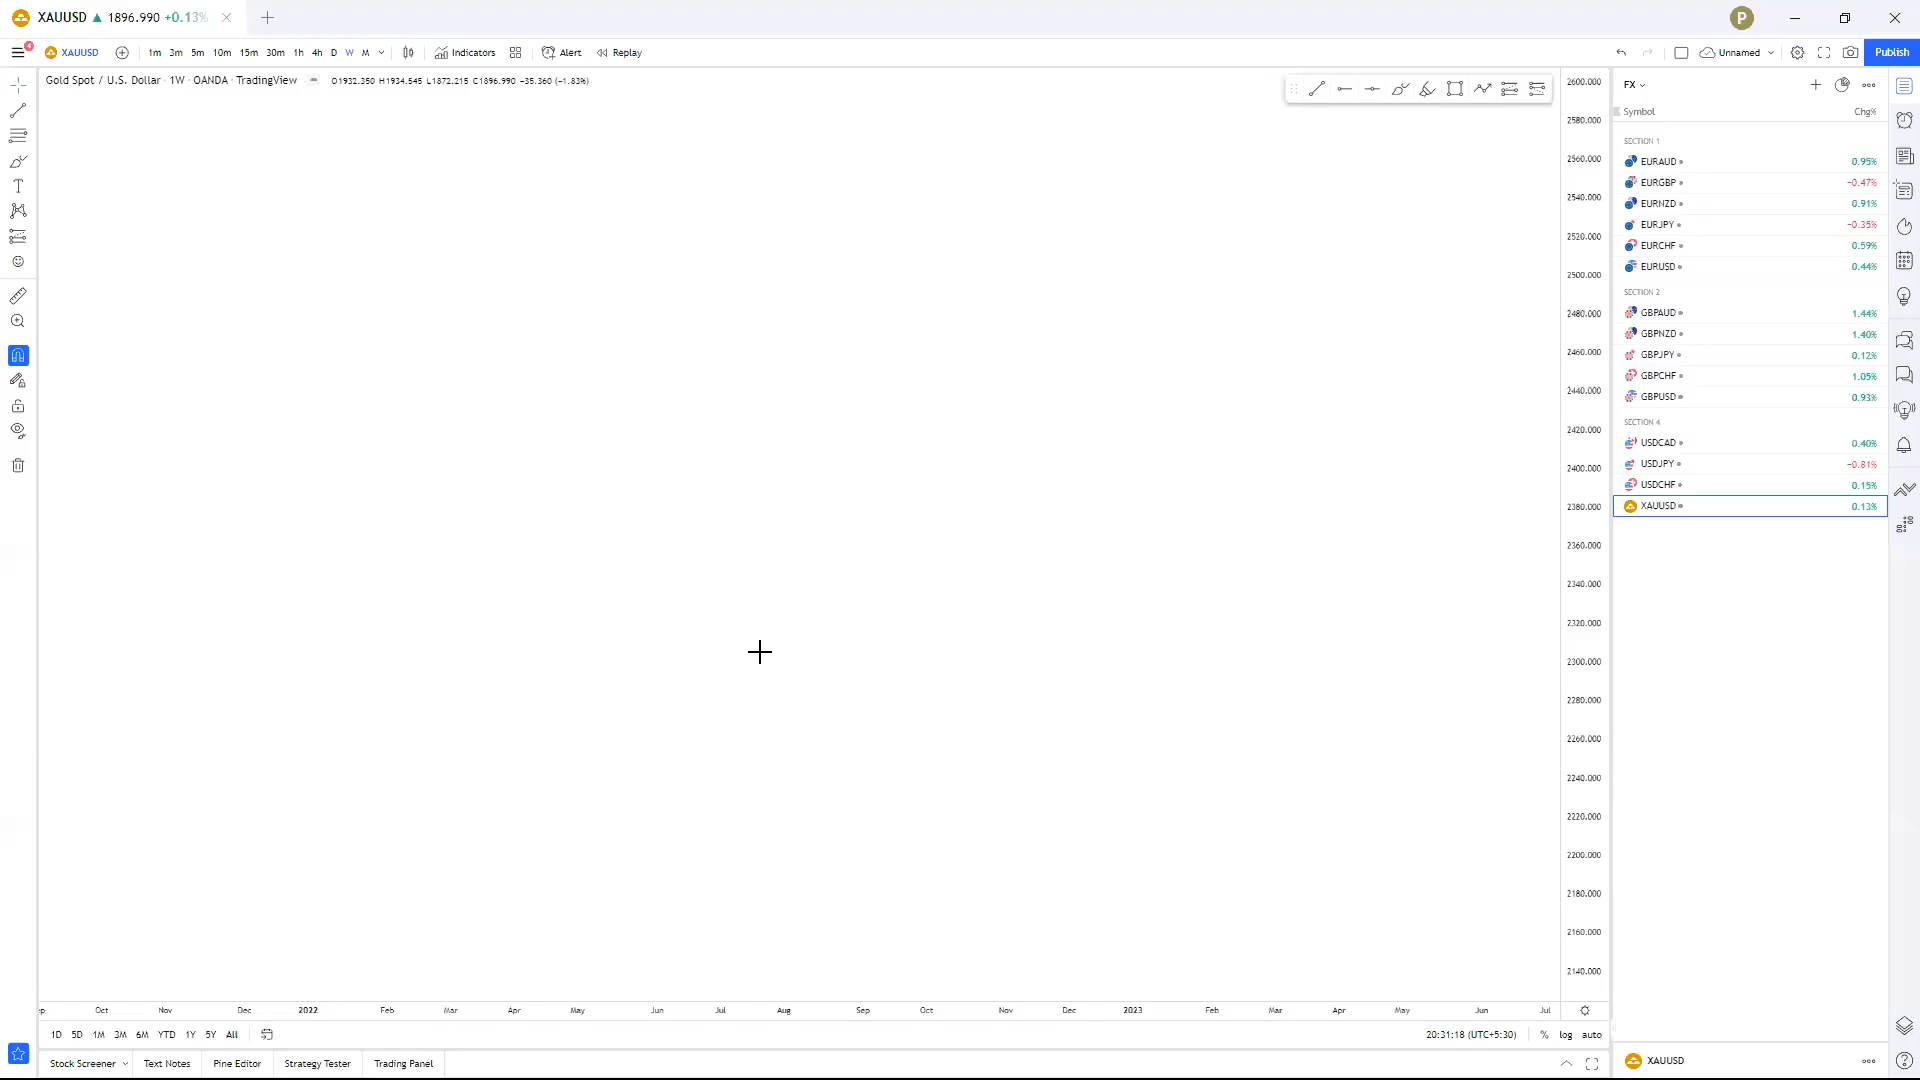 XAUUSD ▲ 1896.990 +0.13%
P
4
XAUUSD 1m 3m 5m 10m 15m 30m 1h 4h D W M Indicators Alert Replay Unnamed Publish
Gold Spot / U.S. Dollar · 1W · OANDA · TradingView O1932.350 H1934.545 L1872.215 C1896.990 −35.360 (−1.83%)
2600.000
2580.000
2560.000
2540.000
2520.000
2500.000
2480.000
2460.000
2440.000
2420.000
2400.000
2380.000
2360.000
2340.000
2320.000
2300.000
2280.000
2260.000
2240.000
2220.000
2200.000
2180.000
2160.000
2140.000
FX
Symbol Chg%
SECTION 1
EURAUD 0.95%
EURGBP −0.47%
EURNZD 0.91%
EURJPY −0.35%
EURCHF 0.59%
EURUSD 0.44%
SECTION 2
GBPAUD 1.44%
GBPNZD 1.40%
GBPJPY 0.12%
GBPCHF 1.05%
GBPUSD 0.93%
SECTION 4
USDCAD 0.40%
USDJPY −0.81%
USDCHF 0.15%
XAUUSD 0.13%
Oct Nov Dec 2022 Feb Mar Apr May Jun Jul Aug Sep Oct Nov Dec 2023 Feb Mar Apr May Jun Jul
1D 5D 1M 3M 6M YTD 1Y 5Y All 20:31:18 (UTC+5:30) % log auto
Stock Screener Text Notes Pine Editor Strategy Tester Trading Panel
XAUUSD